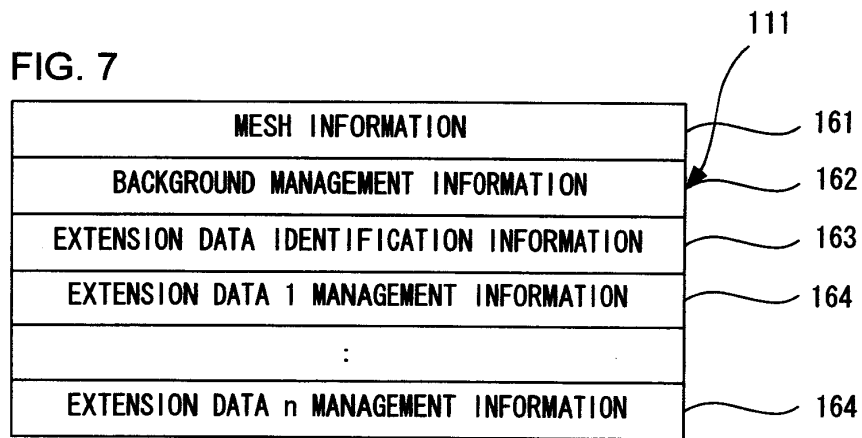 111
FIG. 7
MESH INFORMATION 161
BACKGROUND MANAGEMENT INFORMATION 162
EXTENSION DATA IDENTIFICATION INFORMATION 163
EXTENSION DATA 1 MANAGEMENT INFORMATION 164
:
EXTENSION DATA n MANAGEMENT INFORMATION 164